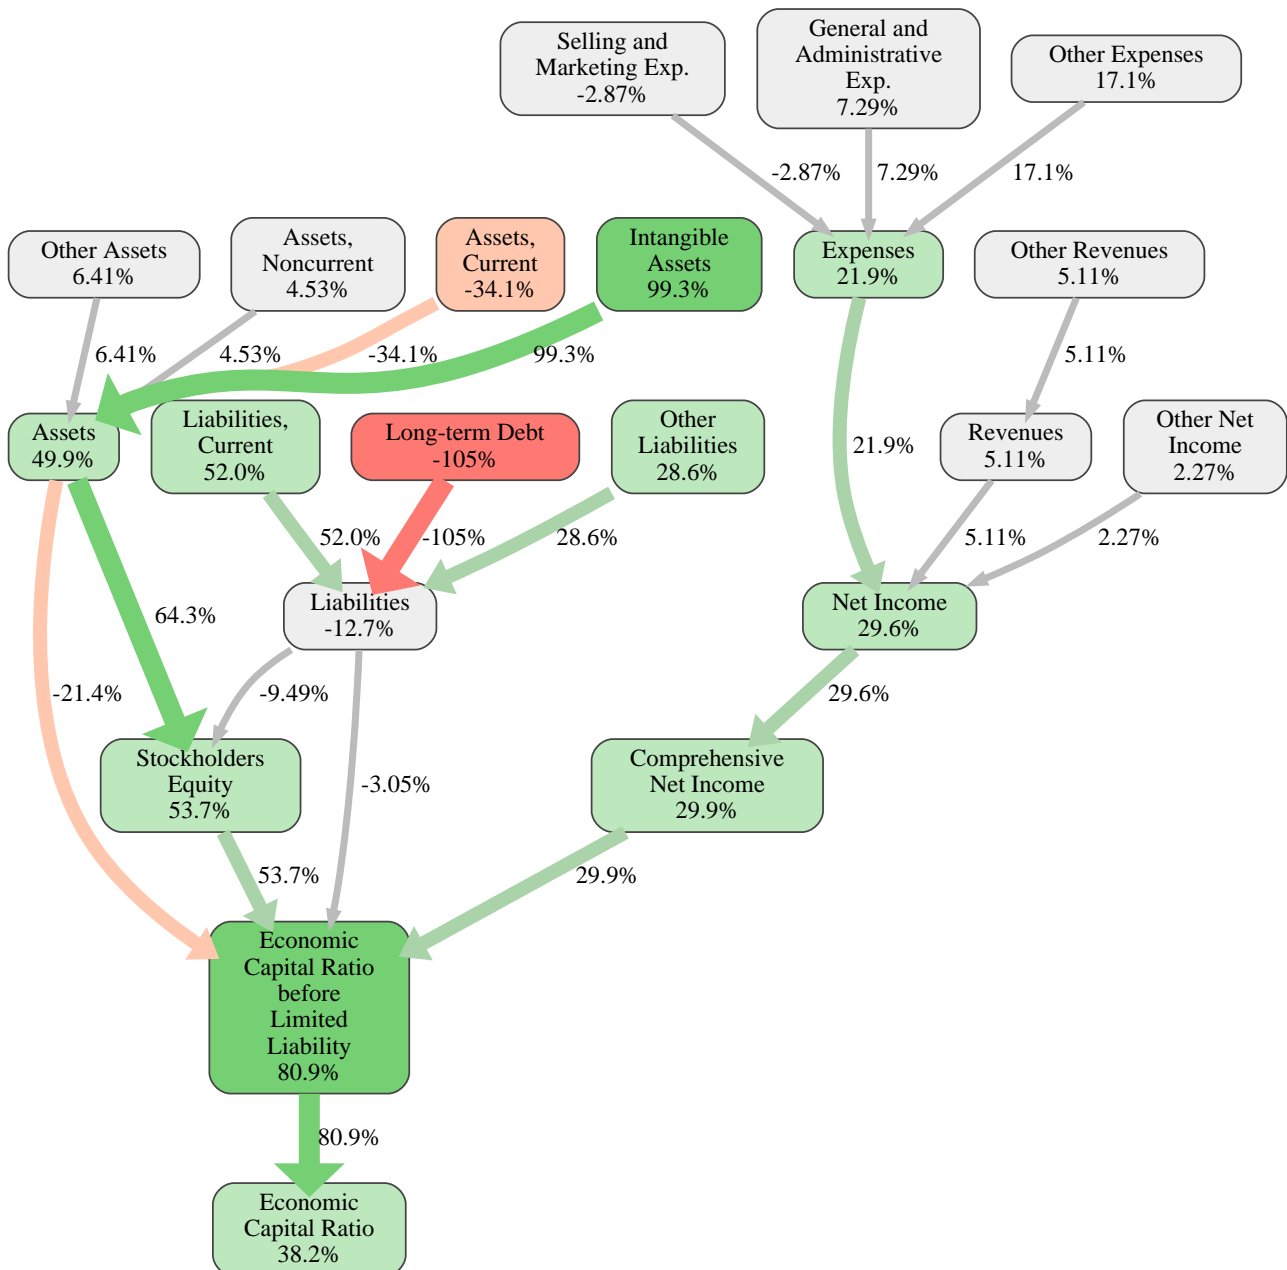 Selling and
Marketing Exp.
-2.87%
General and
Administrative
Exp.
7.29%
Other Expenses
17.1%
-2.87%
7.29%
17.1%
Other Assets
6.41%
Assets,
Noncurrent
4.53%
Assets,
Current
-34.1%
Intangible
Assets
99.3%
Expenses
21.9%
Other Revenues
5.11%
6.41%
4.53%
-34.1%
99.3%
5.11%
Assets
49.9%
Liabilities,
Current
52.0%
Long-term Debt
-105%
Other
Liabilities
28.6%
21.9%
Revenues
5.11%
Other Net
Income
2.27%
52.0%
-105%
28.6%
5.11%
2.27%
Liabilities
-12.7%
Net Income
29.6%
64.3%
-21.4%
-9.49%
29.6%
Stockholders
Equity
53.7%
-3.05%
Comprehensive
Net Income
29.9%
53.7%
29.9%
Economic
Capital Ratio
before
Limited
Liability
80.9%
80.9%
Economic
Capital Ratio
38.2%